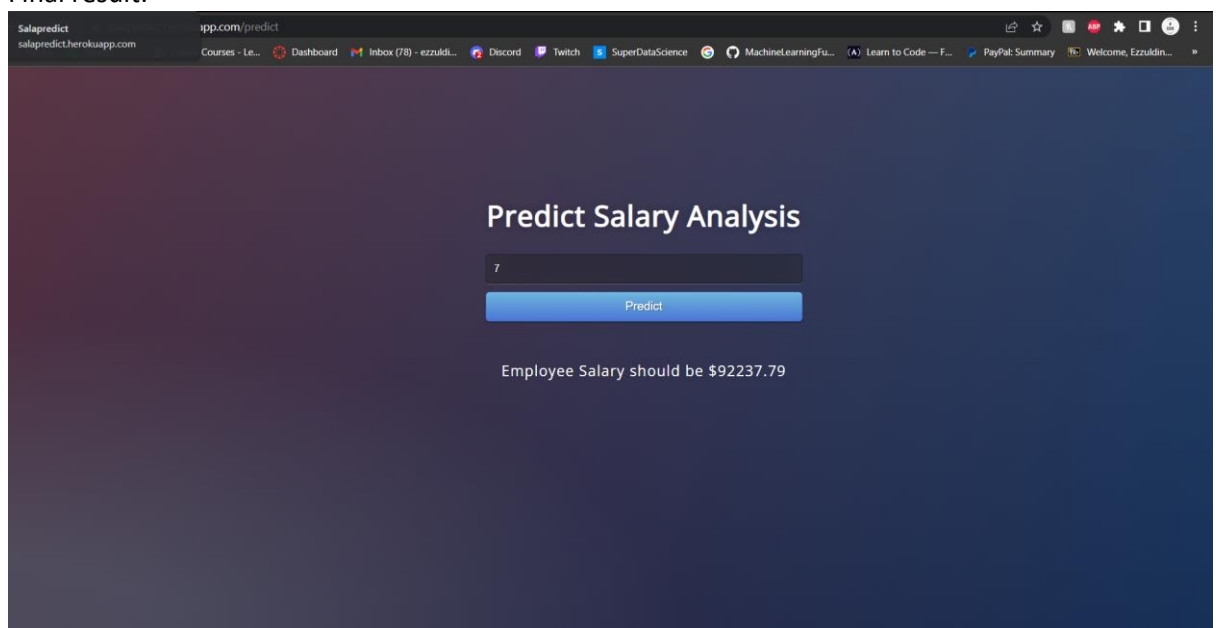 Final result:
Salapredict
salapredict.herokuapp.com
app.com/predict
Courses - Le... Dashboard Inbox (78) - ezzuldi... Discord Twitch SuperDataScience MachineLearningFu... Learn to Code — F... PayPal: Summary Welcome, Ezzuldin... »
Predict Salary Analysis
7
Predict
Employee Salary should be $92237.79